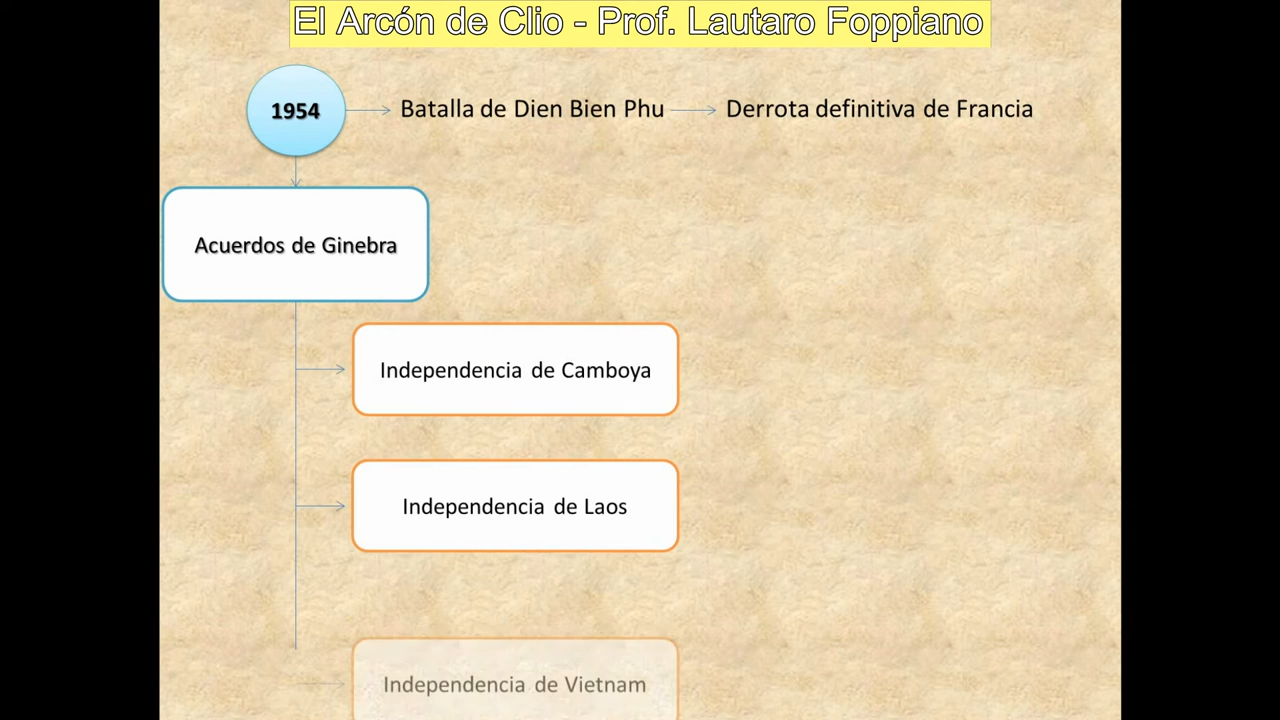 El Arcón de Clio - Prof. Lautaro Foppiano
1954
Batalla de Dien Bien Phu
Derrota definitiva de Francia
Acuerdos de Ginebra
Independencia de Camboya
Independencia de Laos
Independencia de Vietnam